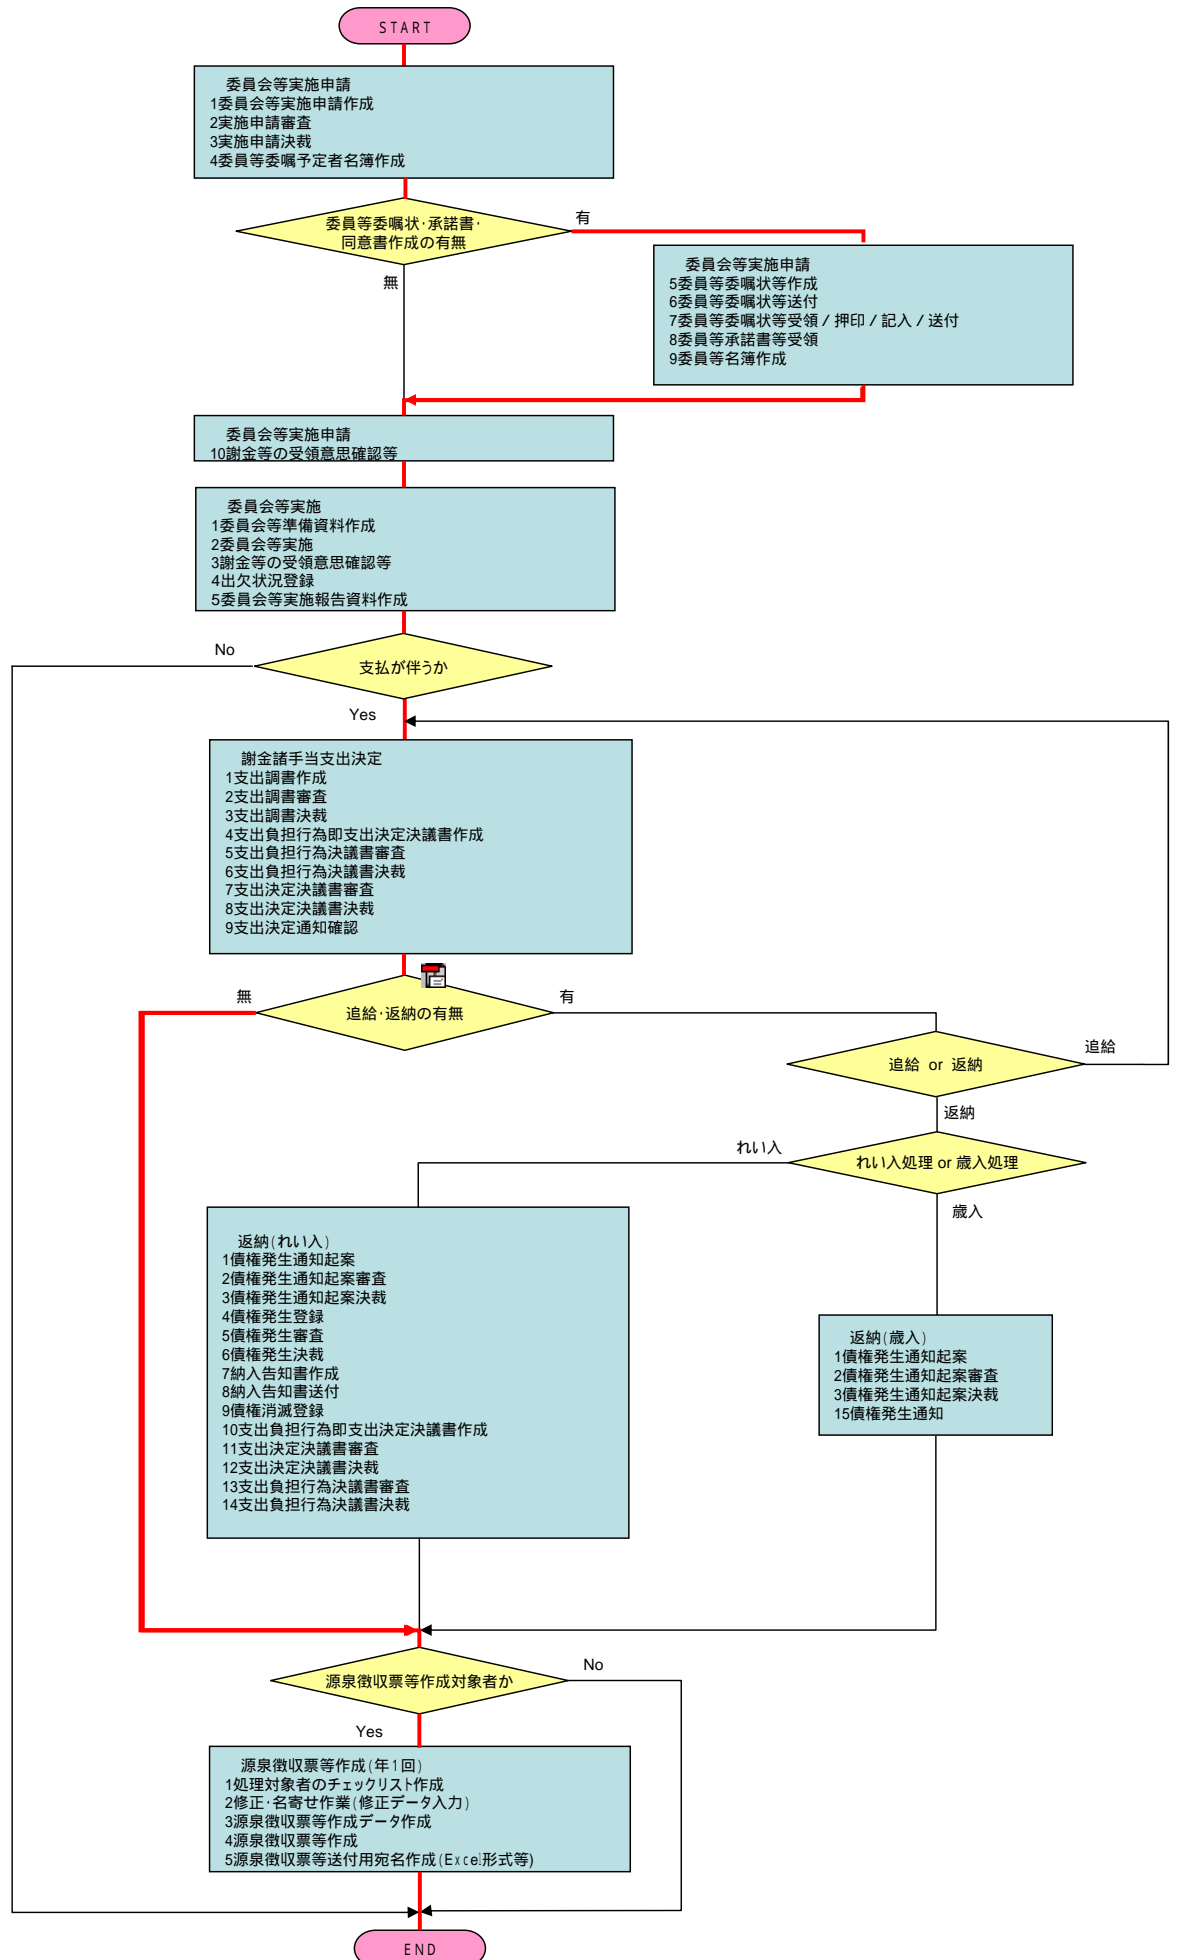 START
委員会等実施申請
1委員会等実施申請作成
2実施申請審査
3実施申請決裁
4委員等委嘱予定者名簿作成
委員等委嘱状･承諾書･
同意書作成の有無
有
無
委員会等実施申請
5委員等委嘱状等作成
6委員等委嘱状等送付
7委員等委嘱状等受領／押印／記入／送付
8委員等承諾書等受領
9委員等名簿作成
委員会等実施申請
10謝金等の受領意思確認等
委員会等実施
1委員会等準備資料作成
2委員会等実施
3謝金等の受領意思確認等
4出欠状況登録
5委員会等実施報告資料作成
No
支払が伴うか
Yes
謝金諸手当支出決定
1支出調書作成
2支出調書審査
3支出調書決裁
4支出負担行為即支出決定決議書作成
5支出負担行為決議書審査
6支出負担行為決議書決裁
7支出決定決議書審査
8支出決定決議書決裁
9支出決定通知確認
無
追給･返納の有無
有
追給 or 返納
追給
返納
れい入
れい入処理 or 歳入処理
歳入
返納(れい入)
1債権発生通知起案
2債権発生通知起案審査
3債権発生通知起案決裁
4債権発生登録
5債権発生審査
6債権発生決裁
7納入告知書作成
8納入告知書送付
9債権消滅登録
10支出負担行為即支出決定決議書作成
11支出決定決議書審査
12支出決定決議書決裁
13支出負担行為決議書審査
14支出負担行為決議書決裁
返納(歳入)
1債権発生通知起案
2債権発生通知起案審査
3債権発生通知起案決裁
15債権発生通知
源泉徴収票等作成対象者か
No
Yes
源泉徴収票等作成(年1回)
1処理対象者のチェックリスト作成
2修正･名寄せ作業(修正データ入力)
3源泉徴収票等作成データ作成
4源泉徴収票等作成
5源泉徴収票等送付用宛名作成(Excel形式等)
END